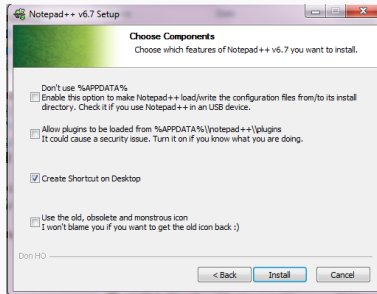 Notepad++ v6.7 Setup
Choose Components
Choose which features of Notepad++ v6.7 you want to install.
Don't use %APPDATA%
Enable this option to make Notepad++ load/write the configuration files from/to its install
directory. Check it if you use Notepad++ in an USB device.
Allow plugins to be loaded from %APPDATA%\\notepad++\\plugins
It could cause a security issue. Turn it on if you know what you are doing.
Create Shortcut on Desktop
Use the old, obsolete and monstrous icon
I won't blame you if you want to get the old icon back :)
Don HO
< Back Install Cancel